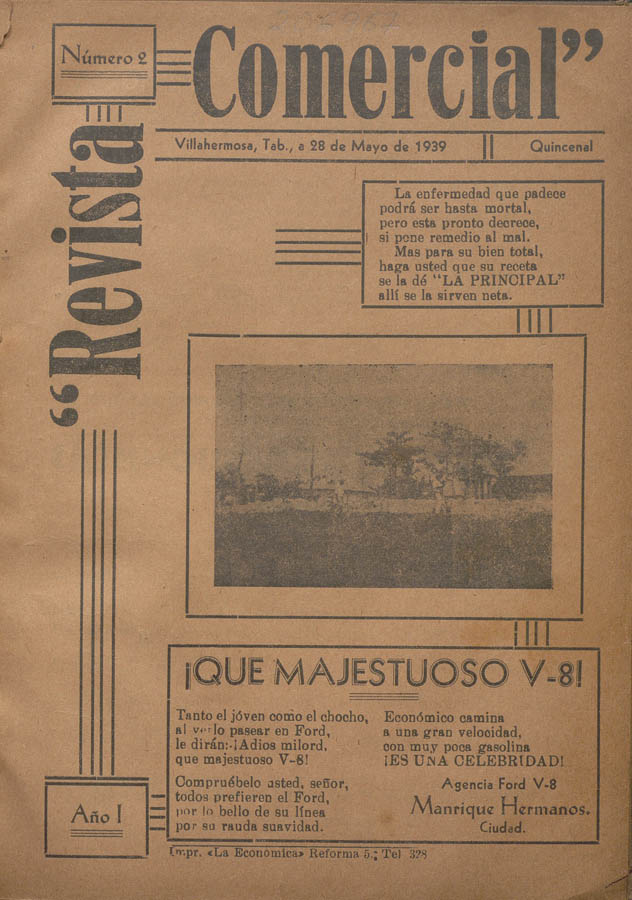 Número 2
"Revista
Comercial"
Villahermosa, Tab., a 28 de Mayo de 1939
Quincenal
La enfermedad que padece
podrá ser hasta mortal,
pero esta pronto decrece,
si pone remedio al mal.
Mas para su bien total,
haga usted que su receta
se la dé "LA PRINCIPAL"
allí se la sirven neta.
¡QUE MAJESTUOSO V-8!
Tanto el jóven como el chocho,
al verlo pasear en Ford,
le dirán:-¡Adios milord,
que majestuoso V-8!
Compruébelo usted, señor,
todos prefieren el Ford,
por lo bello de su línea
por su rauda suavidad.
Económico camina
a una gran velocidad,
con muy poca gasolina
¡ES UNA CELEBRIDAD!
Agencia Ford V-8
Manrique Hermanos.
Ciudad.
Año I
Impr. «La Económica» Reforma 5.; Tel 328